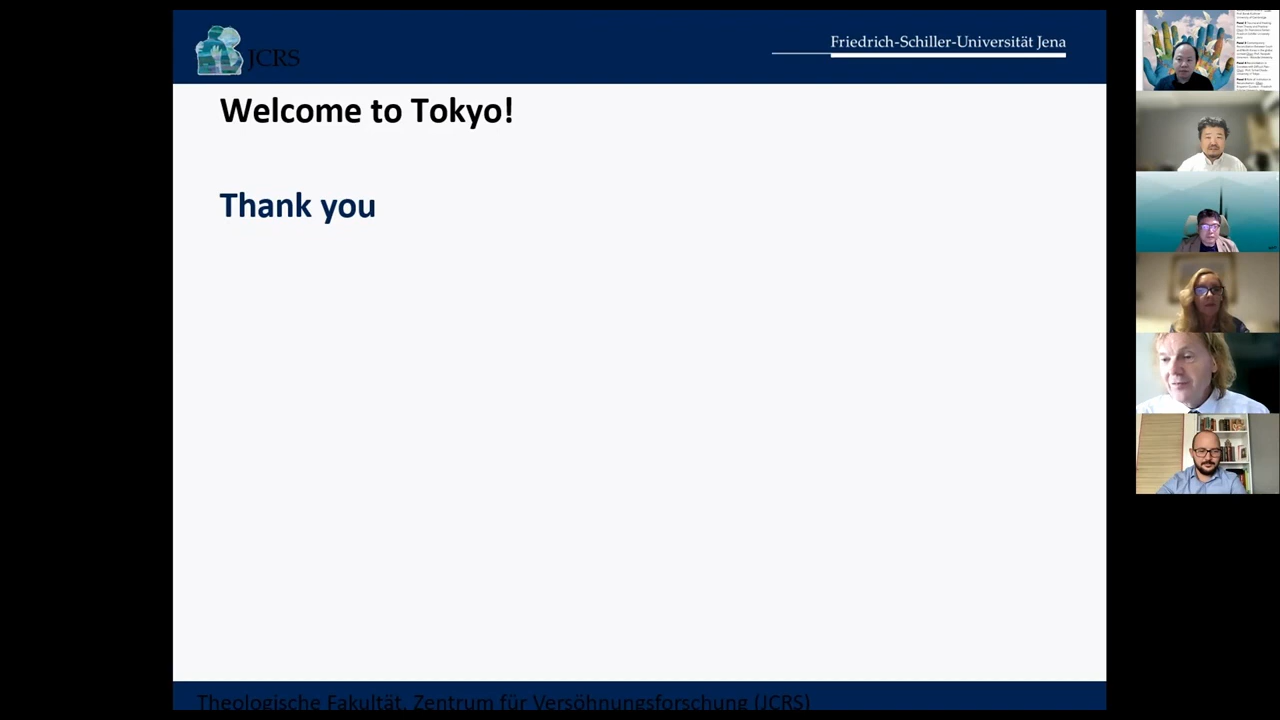 JCRS
Friedrich-Schiller-Universität Jena
Welcome to Tokyo!
Thank you
Theologische Fakultät, Zentrum für Versöhnungsforschung (JCRS)